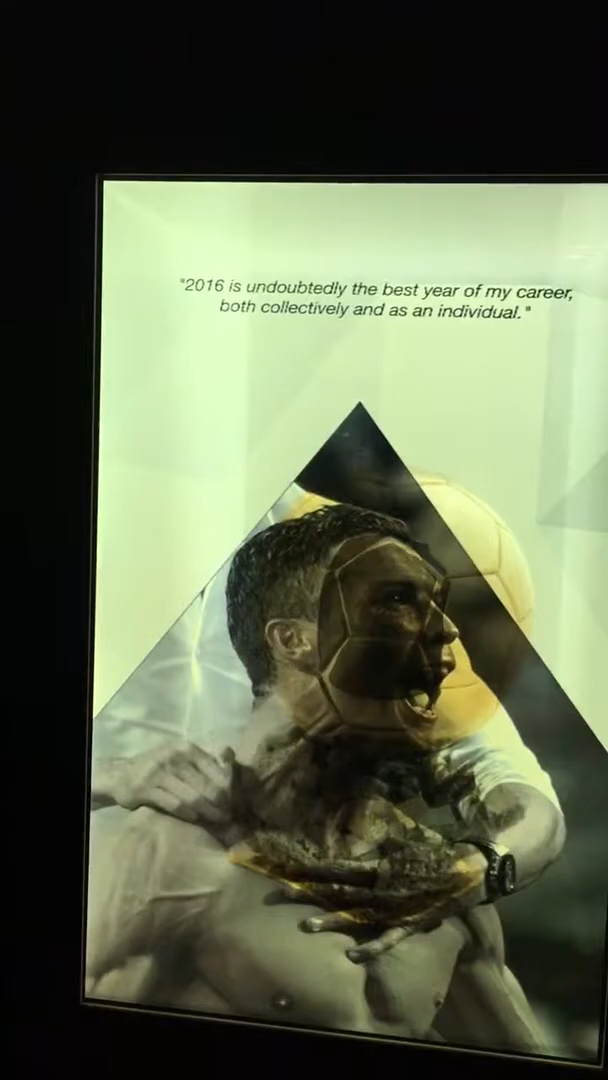 "2016 is undoubtedly the best year of my career,
both collectively and as an individual."